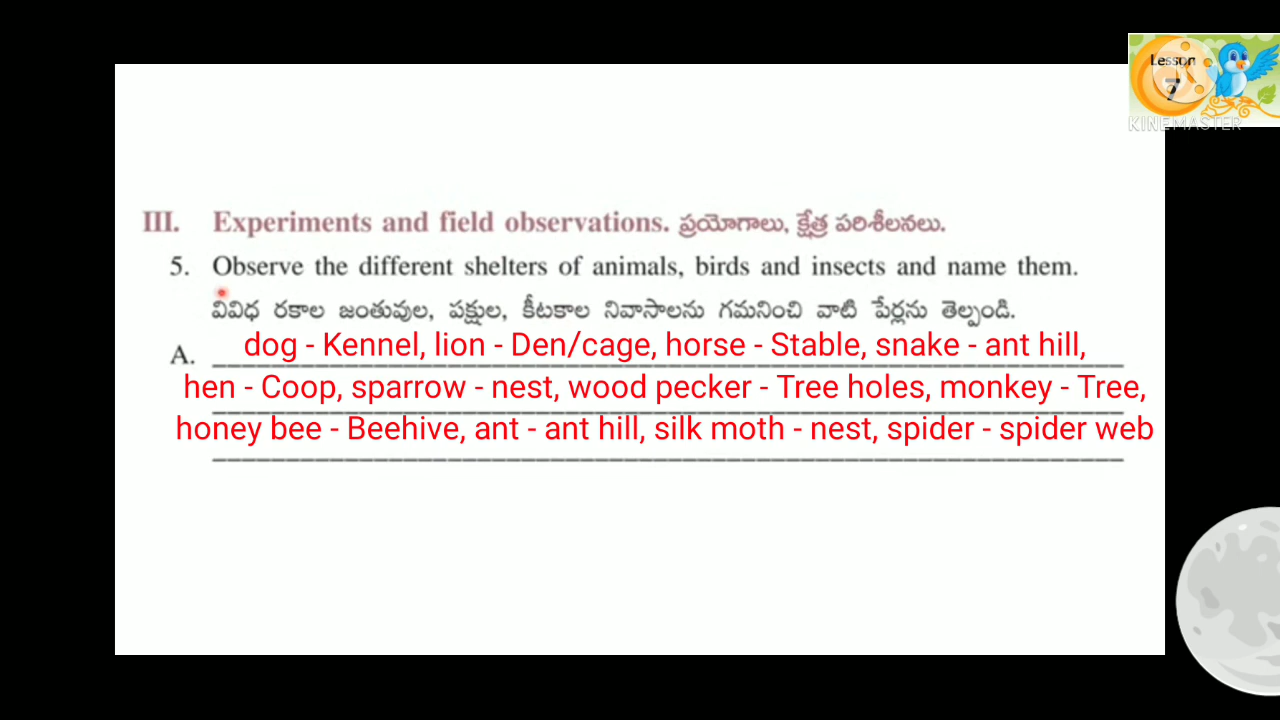 Lesson
7
KINEMASTER
III. Experiments and field observations. ప్రయోగాలు, క్షేత్ర పరిశీలనలు.
5. Observe the different shelters of animals, birds and insects and name them.
వివిధ రకాల జంతువుల, పక్షుల, కీటకాల నివాసాలను గమనించి వాటి పేర్లను తెల్పండి.
A. dog - Kennel, lion - Den/cage, horse - Stable, snake - ant hill,
hen - Coop, sparrow - nest, wood pecker - Tree holes, monkey - Tree,
honey bee - Beehive, ant - ant hill, silk moth - nest, spider - spider web